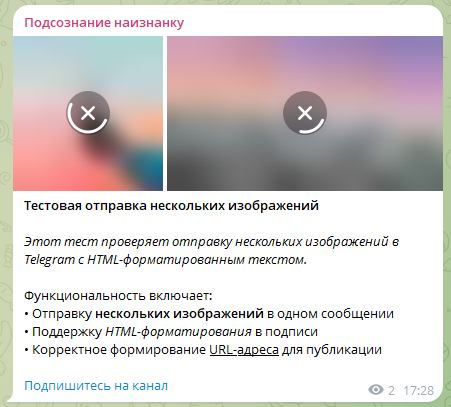 Подсознание наизнанку
Тестовая отправка нескольких изображений
Этот тест проверяет отправку нескольких изображений в
Telegram с HTML-форматированным текстом.
Функциональность включает:
• Отправку нескольких изображений в одном сообщении
• Поддержку HTML-форматирования в подписи
• Корректное формирование URL-адреса для публикации
Подпишитесь на канал
2 17:28